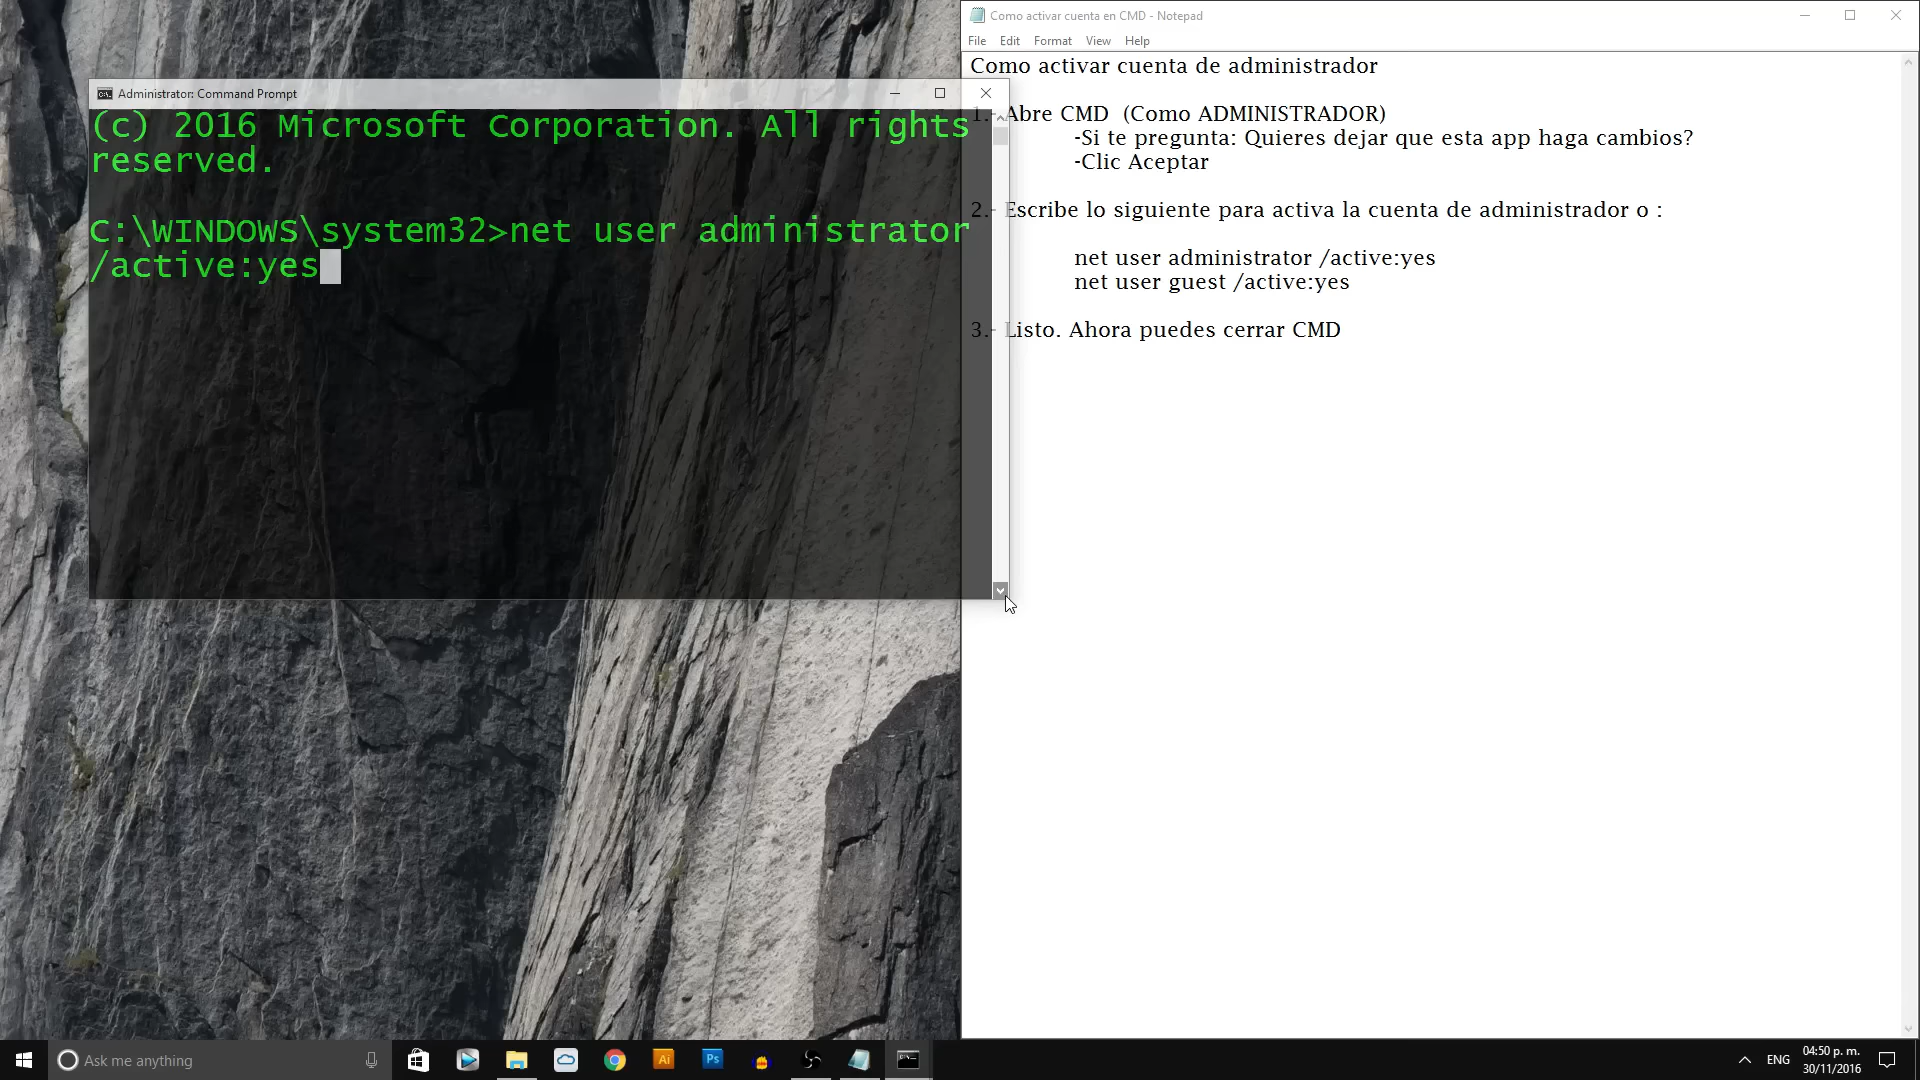 Como activar cuenta en CMD - Notepad
File Edit Format View Help
Como activar cuenta de administrador
1.- Abre CMD  (Como ADMINISTRADOR)
-Si te pregunta: Quieres dejar que esta app haga cambios?
-Clic Aceptar
2.- Escribe lo siguiente para activa la cuenta de administrador o :
net user administrador /active:yes
net user guest /active:yes
3.- Listo. Ahora puedes cerrar CMD
Administrator: Command Prompt
(c) 2016 Microsoft Corporation. All rights
reserved.
C:\WINDOWS\system32>net user administrator
/active:yes
Ask me anything
Ai
Ps
ENG
04:50 p. m.
30/11/2016